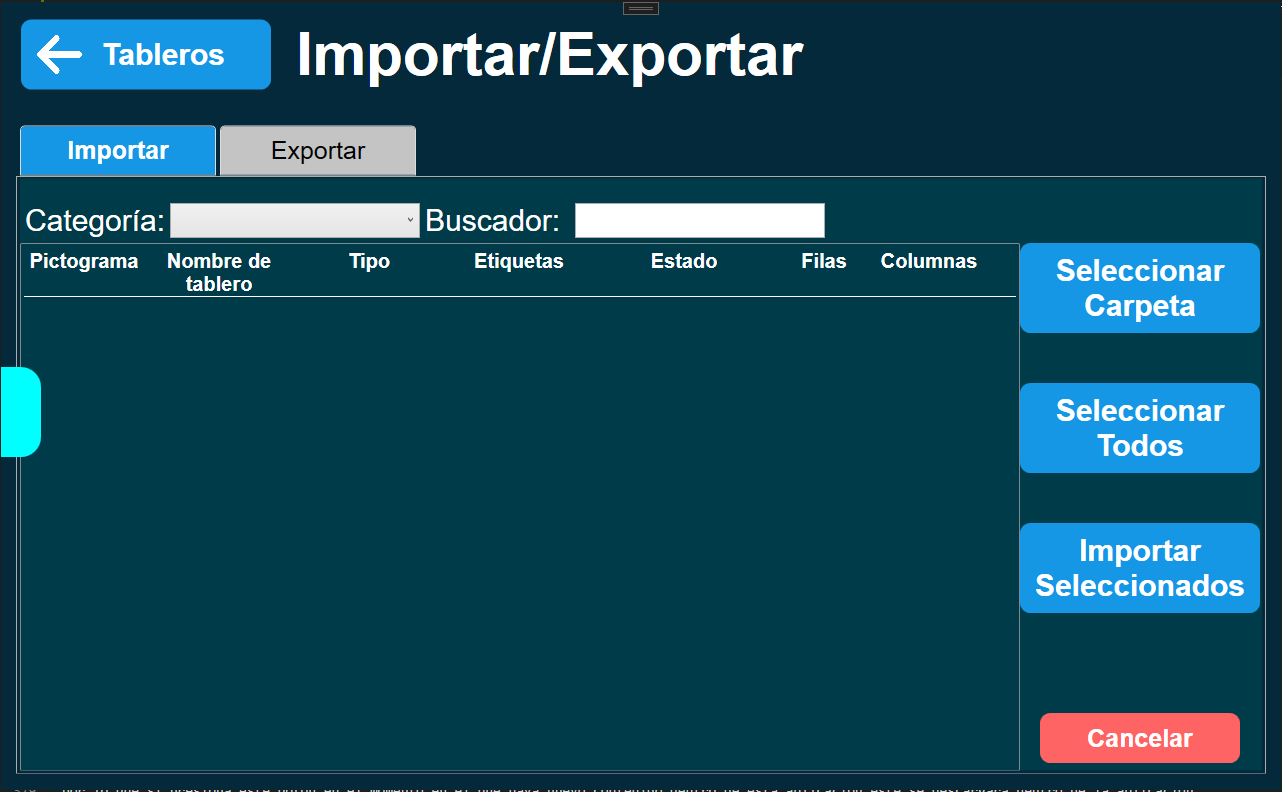 Tableros
Importar/Exportar
Importar
Exportar
Categoría:
Buscador:
Pictograma
Nombre de
tablero
Tipo
Etiquetas
Estado
Filas
Columnas
Seleccionar
Carpeta
Seleccionar
Todos
Importar
Seleccionados
Cancelar